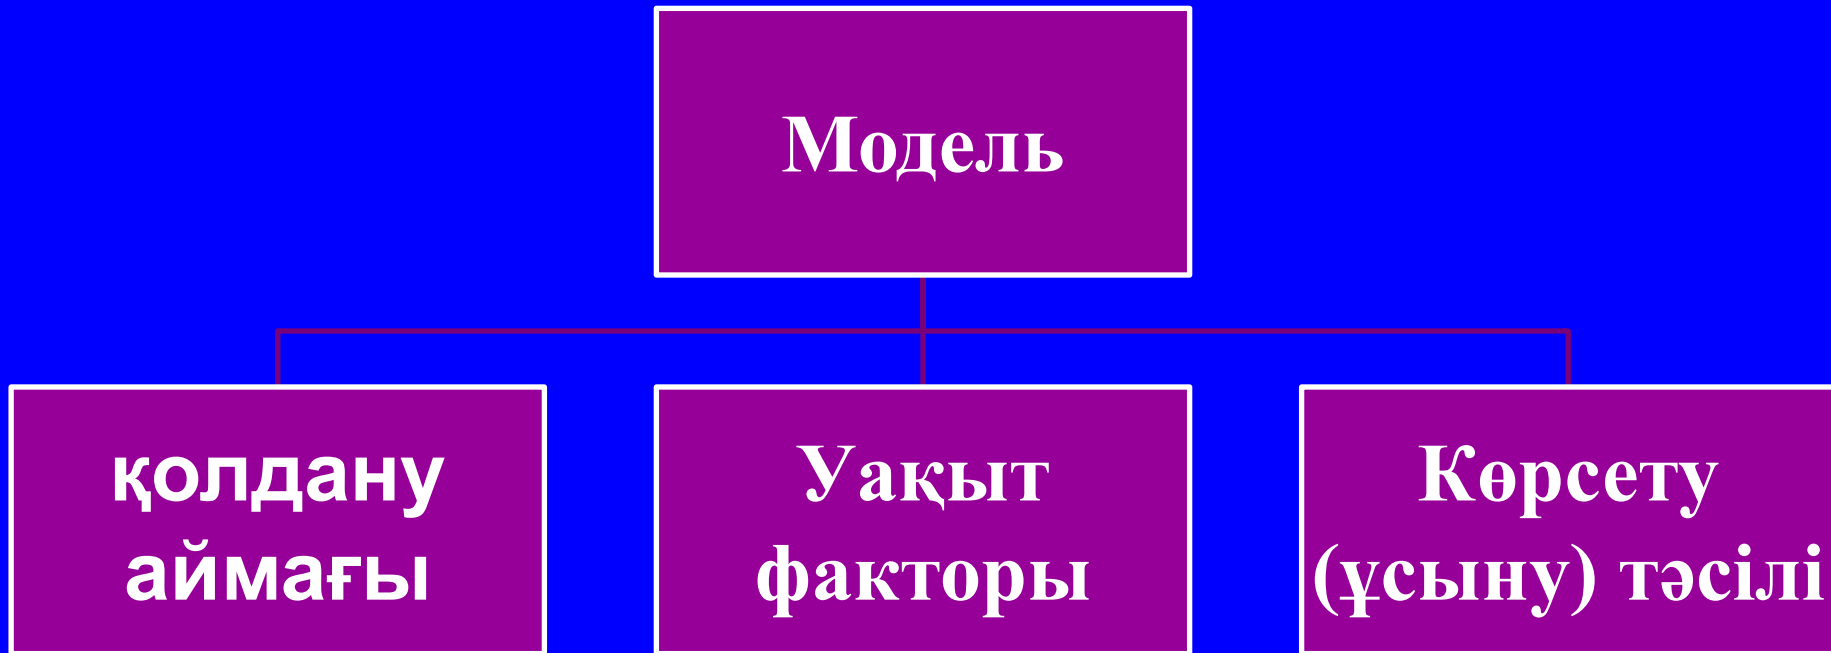 Модель
қолдану
аймағы
Уақыт
факторы
Көрсету
(ұсыну) тәсілі